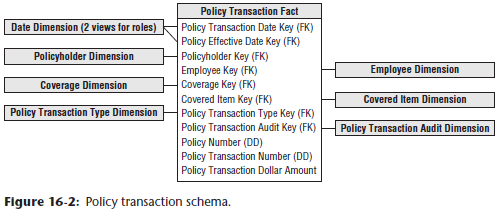 Policy Transaction Fact
Date Dimension (2 views for roles)
Policyholder Dimension
Coverage Dimension
Policy Transaction Type Dimension
Policy Transaction Date Key (FK)
Policy Effective Date Key (FK)
Policyholder Key (FK)
Employee Key (FK)
Coverage Key (FK)
Covered Item Key (FK)
Policy Transaction Type Key (FK)
Policy Transaction Audit Key (FK)
Policy Number (DD)
Policy Transaction Number (DD)
Policy Transaction Dollar Amount
Employee Dimension
Covered Item Dimension
Policy Transaction Audit Dimension
Figure 16-2: Policy transaction schema.